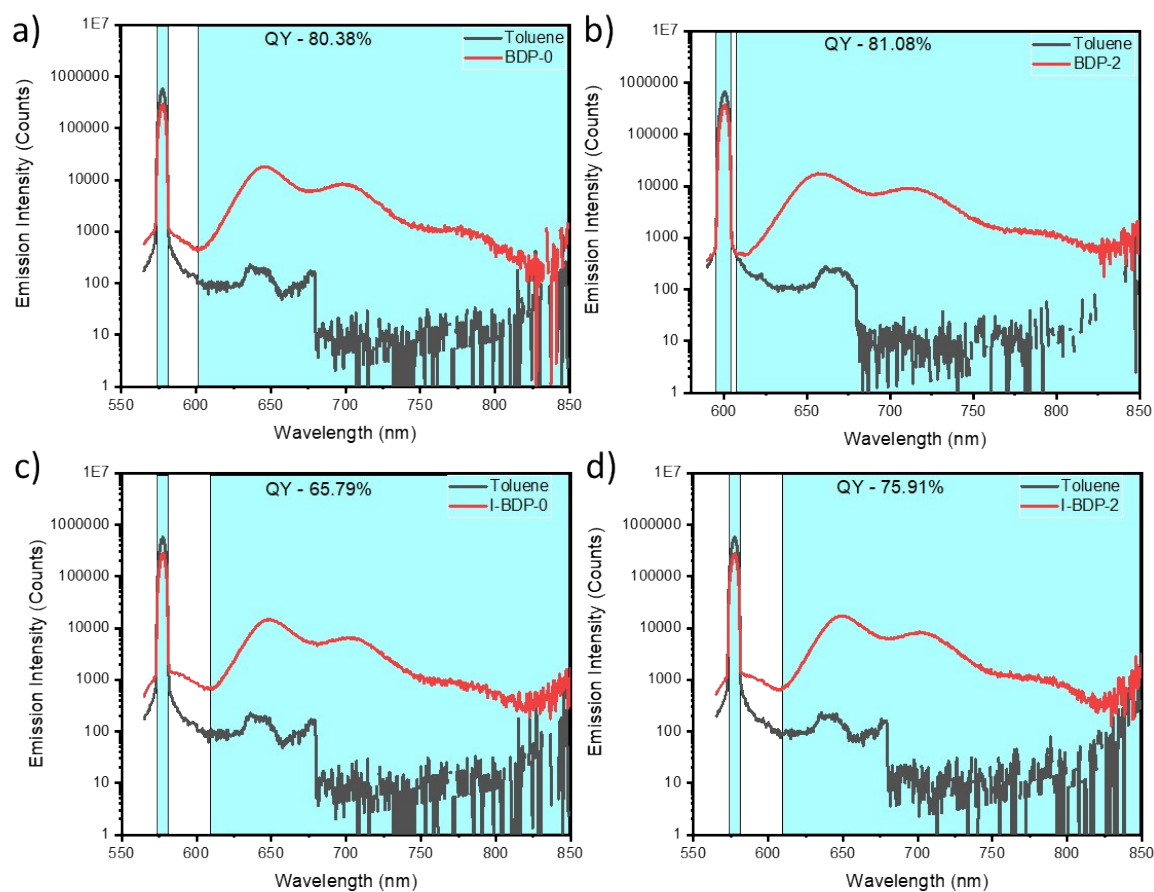 a)
QY - 80.38%
Toluene
BDP-0
Emission Intensity (Counts)
1E7
1000000
100000
10000
1000
100
10
1
550
600
650
700
750
800
850
Wavelength (nm)
b)
QY - 81.08%
Toluene
BDP-2
Emission Intensity (Counts)
1E7
1000000
100000
10000
1000
100
10
1
600
650
700
750
800
850
Wavelength (nm)
c)
QY - 65.79%
Toluene
I-BDP-0
Emission Intensity (Counts)
1E7
1000000
100000
10000
1000
100
10
1
550
600
650
700
750
800
850
Wavelength (nm)
d)
QY - 75.91%
Toluene
I-BDP-2
Emission Intensity (Counts)
1E7
1000000
100000
10000
1000
100
10
1
550
600
650
700
750
800
850
Wavelength (nm)